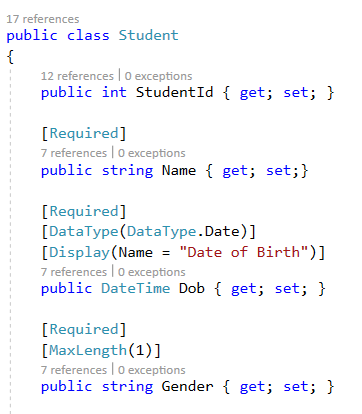 17 references
public class Student
{
12 references | 0 exceptions
public int StudentId { get; set; }
[Required]
7 references | 0 exceptions
public string Name { get; set;}
[Required]
[DataType(DataType.Date)]
[Display(Name = "Date of Birth")]
7 references | 0 exceptions
public DateTime Dob { get; set; }
[Required]
[MaxLength(1)]
7 references | 0 exceptions
public string Gender { get; set; }